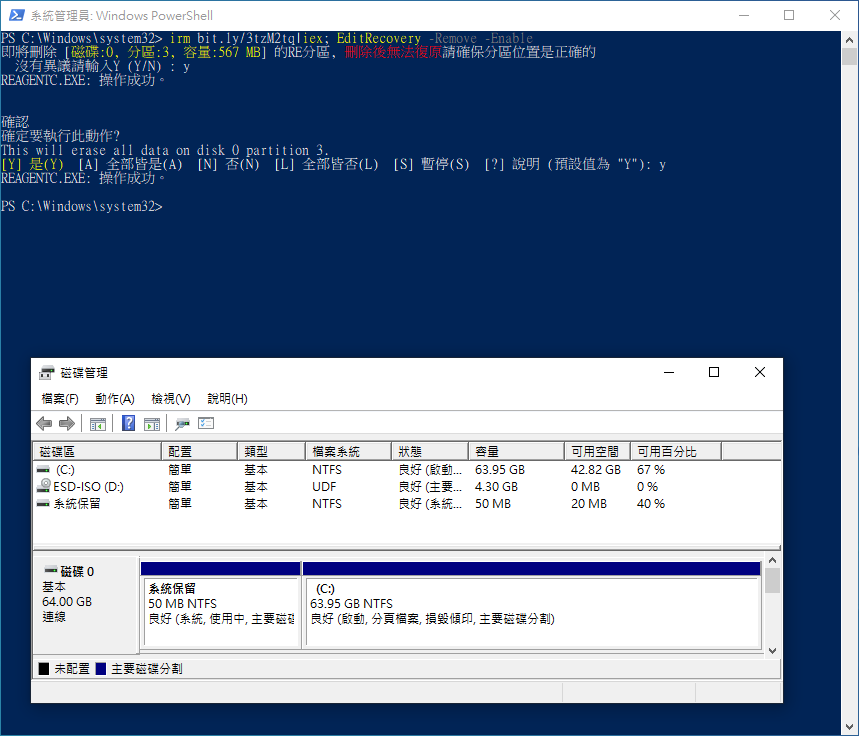 系統管理員: Windows PowerShell
PS C:\Windows\system32> irm bit.ly/3tzM2tq|iex; EditRecovery -Remove -Enable
即將刪除 [磁碟:0, 分區:3, 容量:567 MB] 的RE分區, 刪除後無法復原請確保分區位置是正確的
沒有異議請輸入Y (Y/N) : y
REAGENTC.EXE: 操作成功。
確認
確定要執行此動作?
This will erase all data on disk 0 partition 3.
[Y] 是(Y) [A] 全部皆是(A) [N] 否(N) [L] 全部皆否(L) [S] 暫停(S) [?] 說明 (預設值為 "Y"): y
REAGENTC.EXE: 操作成功。
PS C:\Windows\system32>
磁碟管理
檔案(F) 動作(A) 檢視(V) 說明(H)
磁碟區 配置 類型 檔案系統 狀態 容量 可用空間 可用百分比
(C:) 簡單 基本 NTFS 良好 (啟動... 63.95 GB 42.82 GB 67 %
ESD-ISO (D:) 簡單 基本 UDF 良好 (主要... 4.30 GB 0 MB 0 %
系統保留 簡單 基本 NTFS 良好 (系統... 50 MB 20 MB 40 %
磁碟 0
基本
64.00 GB
連線
系統保留
50 MB NTFS
良好 (系統, 使用中, 主要磁碟
(C:)
63.95 GB NTFS
良好 (啟動, 分頁檔案, 損毀傾印, 主要磁碟分割)
未配置 主要磁碟分割